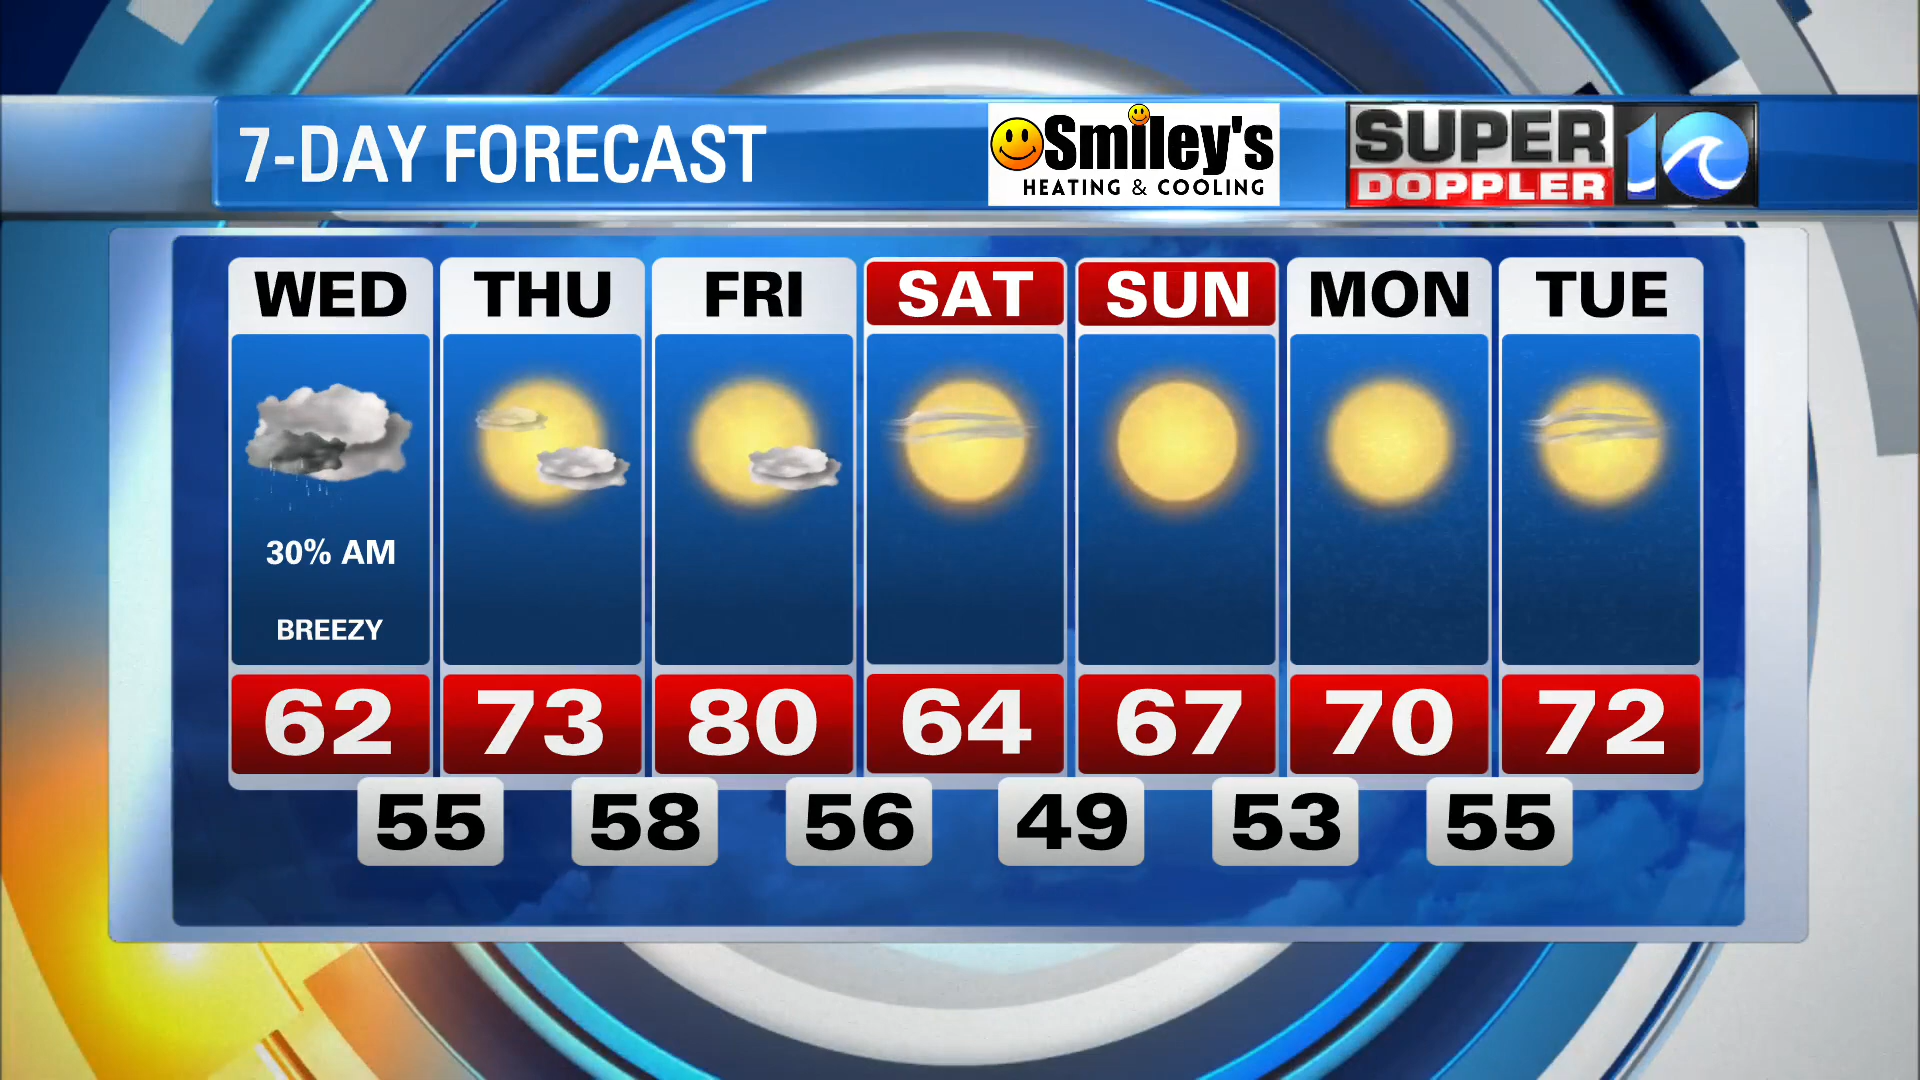 7-DAY FORECAST
Smiley's
HEATING & COOLING
SUPER
DOPPLER
10
WED THU FRI SAT SUN MON TUE
30% AM
BREEZY
62 73 80 64 67 70 72
55 58 56 49 53 55